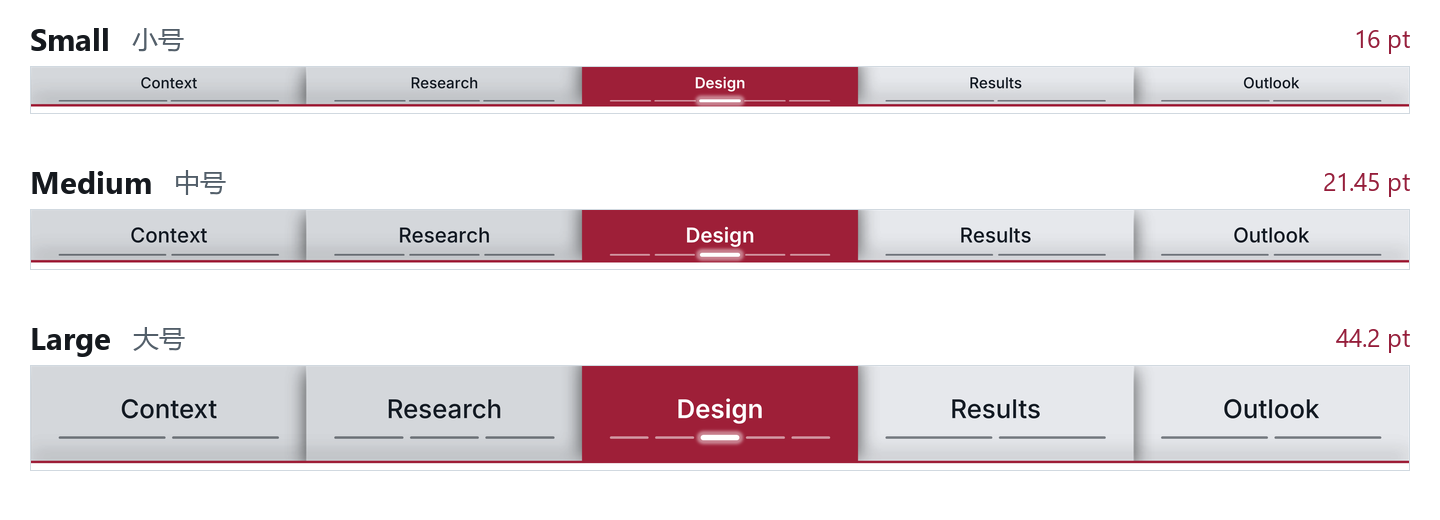 Small 小号 16 pt
Context Research Design Results Outlook
Medium 中号 21.45 pt
Context Research Design Results Outlook
Large 大号 44.2 pt
Context Research Design Results Outlook